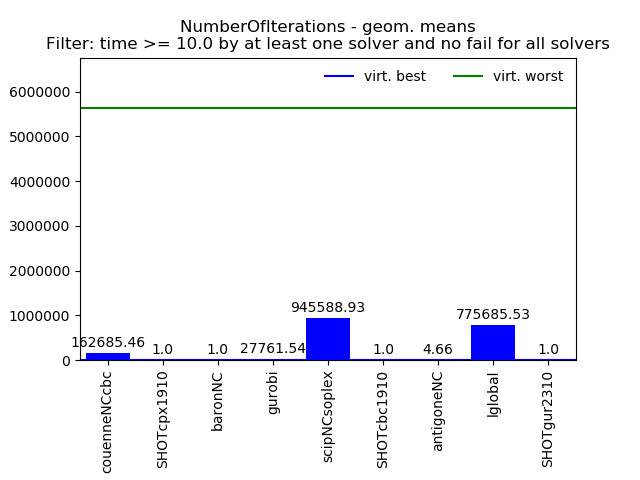 NumberOfIterations - geom. means
Filter: time >= 10.0 by at least one solver and no fail for all solvers
virt. best
virt. worst
6000000
5000000
4000000
3000000
2000000
1000000
0
162685.46
1.0
1.0
27761.54
945588.93
1.0
4.66
775685.53
1.0
couenneNCcbc
SHOTcpx1910
baronNC
gurobi
scipNCsoplex
SHOTcbc1910
antigoneNC
lglobal
SHOTgur2310